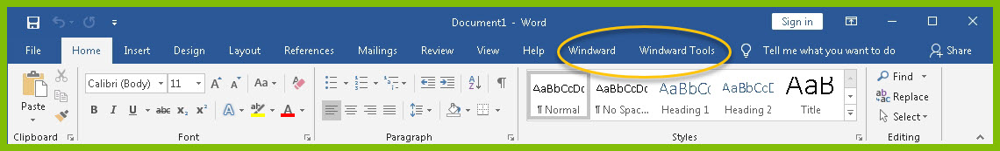 Document1 - Word
Sign in
File Home Insert Design Layout References Mailings Review View Help Windward Windward Tools Tell me what you want to do Share
Calibri (Body) 11 A A Aa A AaBbCcDc AaBbCcDc AaBbCc AaBbCcD AaB Find
Paste Replace
B I U abc X₂ X² A ab A ¶ Normal ¶ No Spac... Heading 1 Heading 2 Title Select
Clipboard Font Paragraph Styles Editing